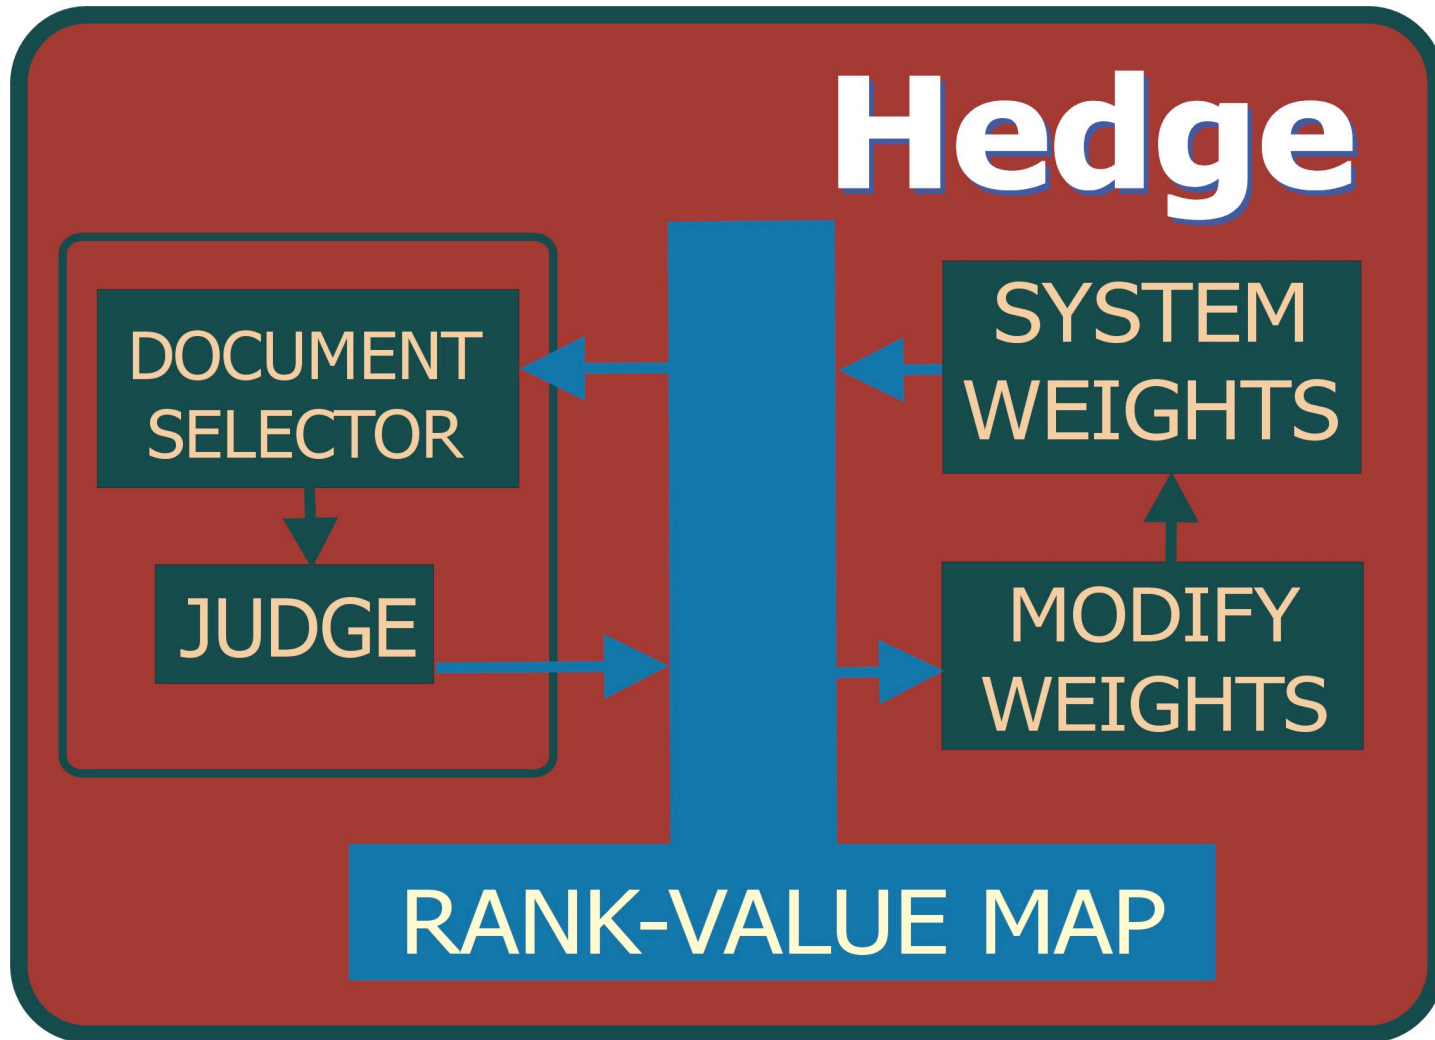 Hedge
DOCUMENT
SELECTOR
JUDGE
SYSTEM
WEIGHTS
MODIFY
WEIGHTS
RANK-VALUE MAP